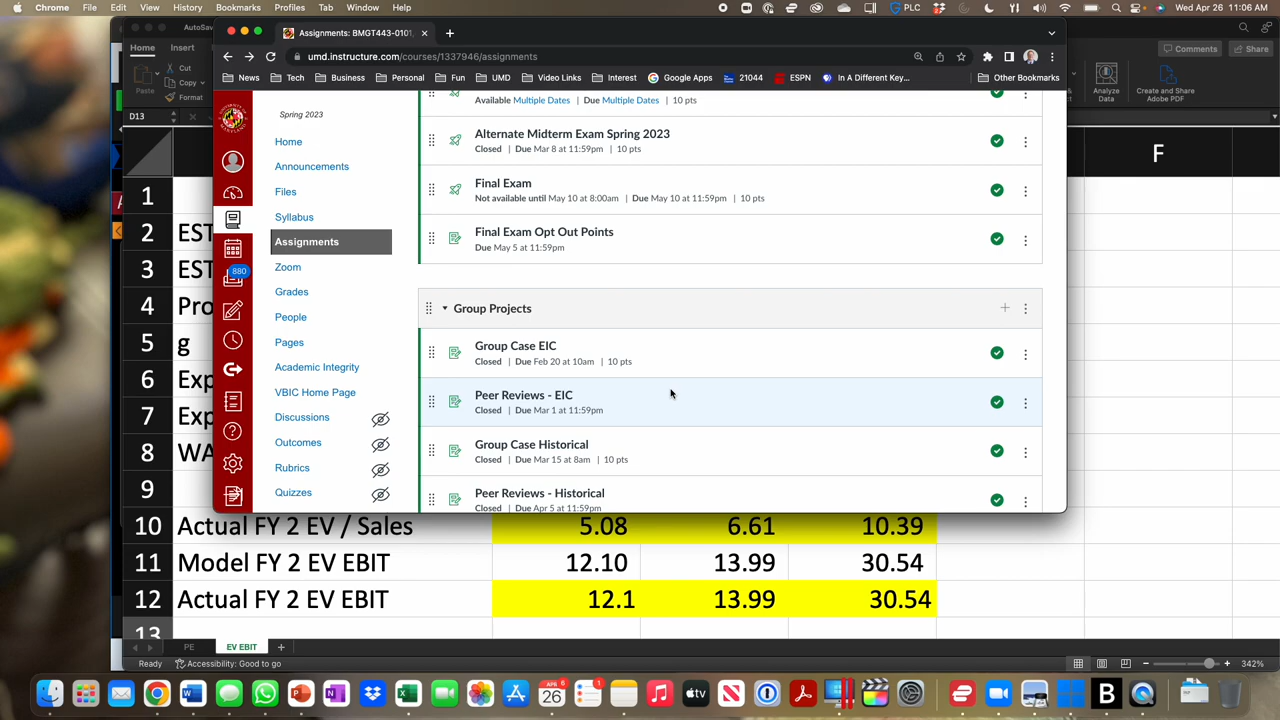 Chrome File Edit View History Bookmarks Profiles Tab Window Help
PLC Wed Apr 26 11:06 AM
AutoSav
Assignments: BMGT443-0101,
umd.instructure.com/courses/1337946/assignments
News Tech Business Personal Fun UMD Video Links Interest Google Apps 21044 ESPN In A Different Key... Other Bookmarks
Home Insert
Comments Share
Paste
Cut
Copy
Format
Analyze Data
Create and Share Adobe PDF
D13
F
Spring 2023
Home
Announcements
Files
Syllabus
Assignments
Zoom
Grades
People
Pages
Academic Integrity
VBIC Home Page
Discussions
Outcomes
Rubrics
Quizzes
880
Available Multiple Dates | Due Multiple Dates | 10 pts
Alternate Midterm Exam Spring 2023
Closed | Due Mar 8 at 11:59pm | 10 pts
Final Exam
Not available until May 10 at 8:00am | Due May 10 at 11:59pm | 10 pts
Final Exam Opt Out Points
Due May 5 at 11:59pm
Group Projects
Group Case EIC
Closed | Due Feb 20 at 10am | 10 pts
Peer Reviews - EIC
Closed | Due Mar 1 at 11:59pm
Group Case Historical
Closed | Due Mar 15 at 8am | 10 pts
Peer Reviews - Historical
Closed | Due Apr 5 at 11:59pm
1
2 EST
3 EST
4 Pro
5 g
6 Exp
7 Exp
8 WA
9
10 Actual FY 2 EV / Sales 5.08 6.61 10.39
11 Model FY 2 EV EBIT 12.10 13.99 30.54
12 Actual FY 2 EV EBIT 12.1 13.99 30.54
13
PE EV EBIT
Ready Accessibility: Good to go 342%
APR 26 6
1
tv
N
B